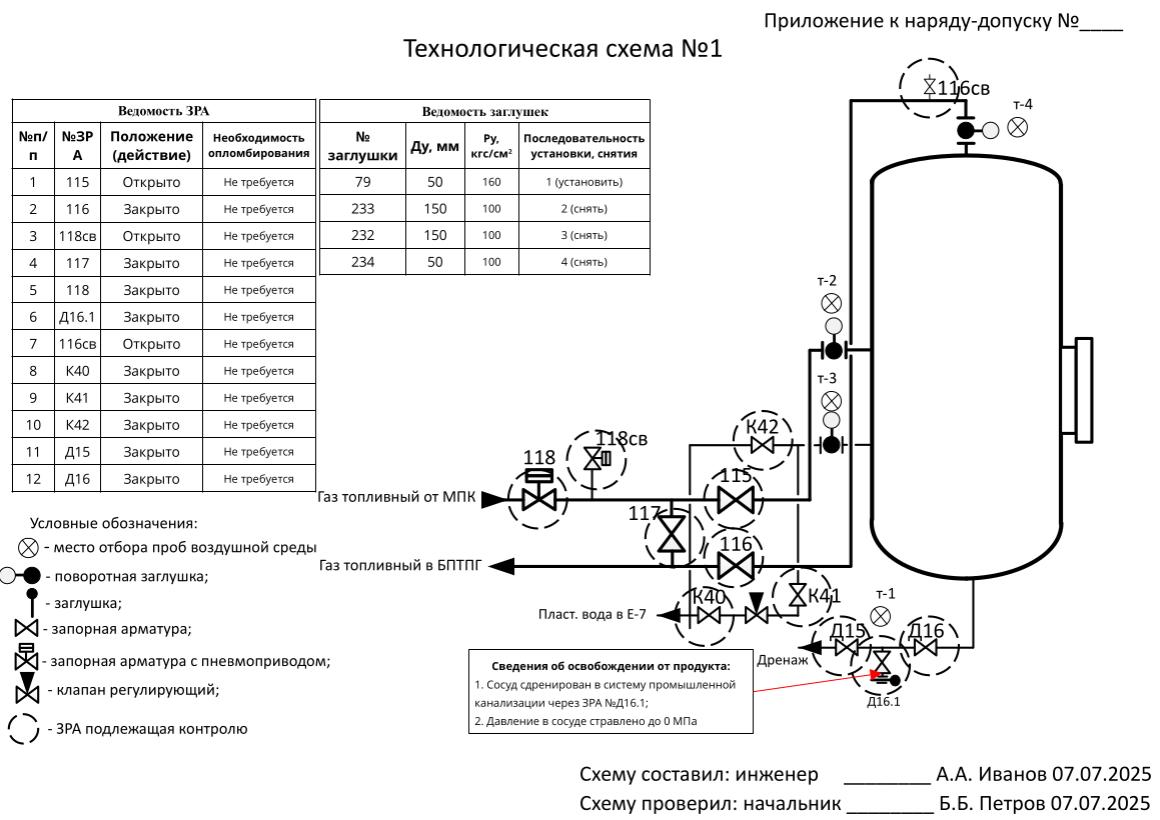 Приложение к наряду-допуску №____
Технологическая схема №1
Ведомость ЗРА
№п/п №ЗРА Положение (действие) Необходимость опломбирования
1 115 Открыто Не требуется
2 116 Закрыто Не требуется
3 118св Открыто Не требуется
4 117 Закрыто Не требуется
5 118 Закрыто Не требуется
6 Д16.1 Закрыто Не требуется
7 116св Открыто Не требуется
8 К40 Закрыто Не требуется
9 К41 Закрыто Не требуется
10 К42 Закрыто Не требуется
11 Д15 Закрыто Не требуется
12 Д16 Закрыто Не требуется
Ведомость заглушек
№ заглушки Ду, мм Ру, кгс/см² Последовательность установки, снятия
79 50 160 1 (установить)
233 150 100 2 (снять)
232 150 100 3 (снять)
234 50 100 4 (снять)
116св
т-4
т-2
т-3
К42
118св
118
115
Газ топливный от МПК
117
116
Газ топливный в БПТПГ
К40
К41
Пласт. вода в Е-7
т-1
Д15
Д16
Дренаж
Д16.1
Условные обозначения:
- место отбора проб воздушной среды
- поворотная заглушка;
- заглушка;
- запорная арматура;
- запорная арматура с пневмоприводом;
- клапан регулирующий;
- ЗРА подлежащая контролю
Сведения об освобождении от продукта:
1. Сосуд сдренирован в систему промышленной
канализации через ЗРА №Д16.1;
2. Давление в сосуде стравлено до 0 МПа
Схему составил: инженер ________ А.А. Иванов 07.07.2025
Схему проверил: начальник ________ Б.Б. Петров 07.07.2025